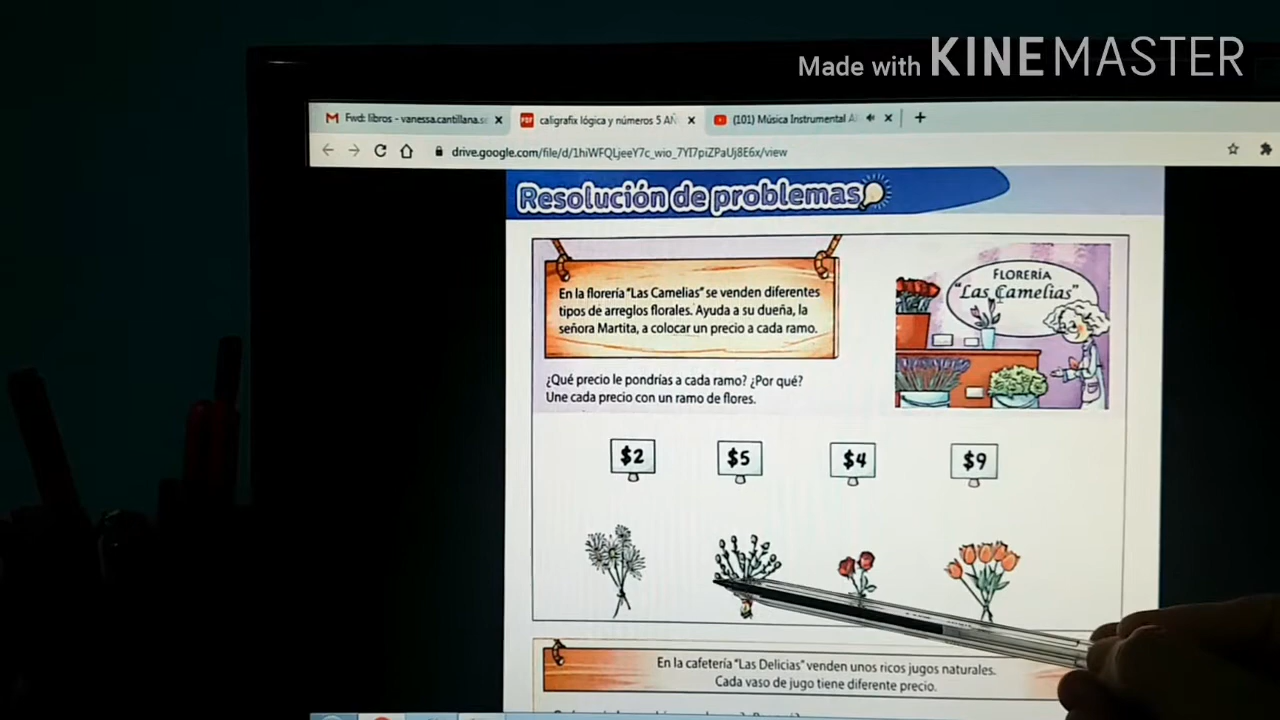 Made with KINEMASTER
Fwd: libros - vanessa.cantillana.s
caligrafix lógica y números 5 AÑ
(101) Música Instrumental A
drive.google.com/file/d/1hiWFQLjeeY7c_wio_7YI7piZPaUj8E6x/view
Resolución de problemas
En la florería "Las Camelias" se venden diferentes
tipos de arreglos florales. Ayuda a su dueña, la
señora Martita, a colocar un precio a cada ramo.
FLORERÍA
"Las Camelias"
¿Qué precio le pondrías a cada ramo? ¿Por qué?
Une cada precio con un ramo de flores.
$2 $5 $4 $9
En la cafetería "Las Delicias" venden unos ricos jugos naturales.
Cada vaso de jugo tiene diferente precio.